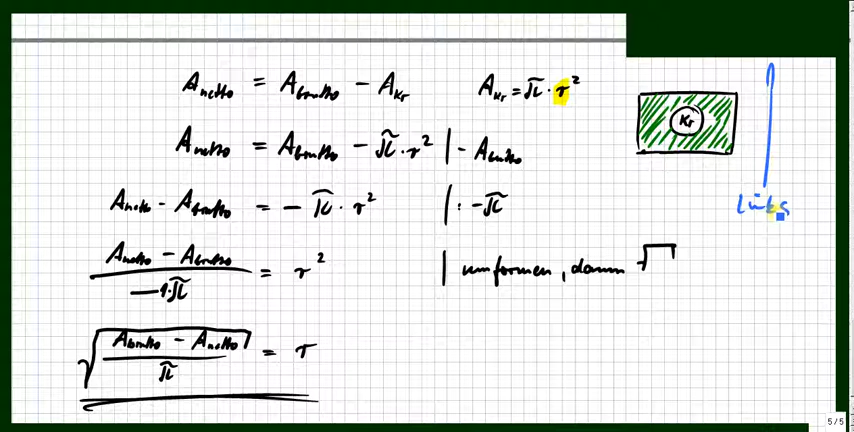 A_netto = A_brutto - A_Kr    A_Kr = π · r²
Kr
A_netto = A_brutto - π · r² | - A_brutto
A_netto - A_brutto = - π · r² | : -π
links
A_netto - A_brutto / -1·π = r² | umformen, dann √
√(A_brutto - A_netto / π) = r
5/5